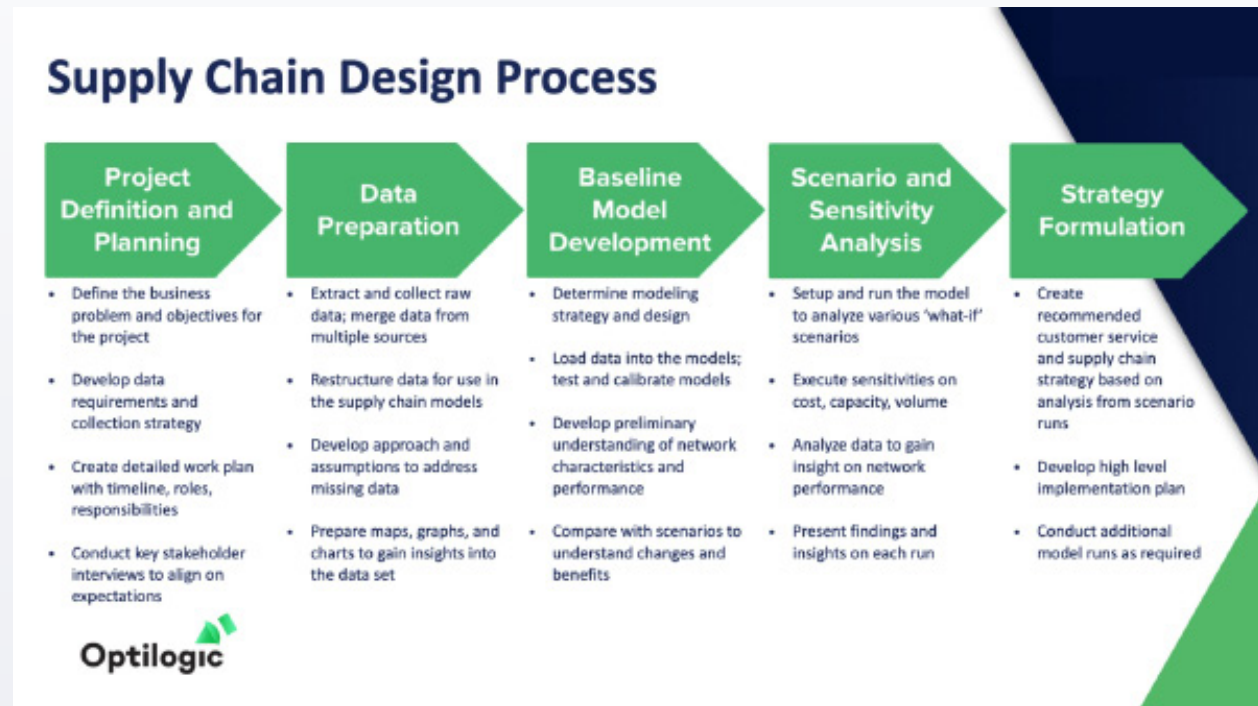 Supply Chain Design Process
Project
Definition and
Planning
• Define the business
problem and objectives for
the project
• Develop data
requirements and
collection strategy
• Create detailed work plan
with timeline, roles,
responsibilities
• Conduct key stakeholder
interviews to align on
expectations
Data
Preparation
• Extract and collect raw
data; merge data from
multiple sources
• Restructure data for use in
the supply chain models
• Develop approach and
assumptions to address
missing data
• Prepare maps, graphs, and
charts to gain insights into
the data set
Baseline
Model
Development
• Determine modeling
strategy and design
• Load data into the models;
test and calibrate models
• Develop preliminary
understanding of network
characteristics and
performance
• Compare with scenarios to
understand changes and
benefits
Scenario and
Sensitivity
Analysis
• Setup and run the model
to analyze various ‘what-if’
scenarios
• Execute sensitivities on
cost, capacity, volume
• Analyze data to gain
insight on network
performance
• Present findings and
insights on each run
Strategy
Formulation
• Create
recommended
customer service
and supply chain
strategy based on
analysis from scenario
runs
• Develop high level
implementation plan
• Conduct additional
model runs as required
Optilogic